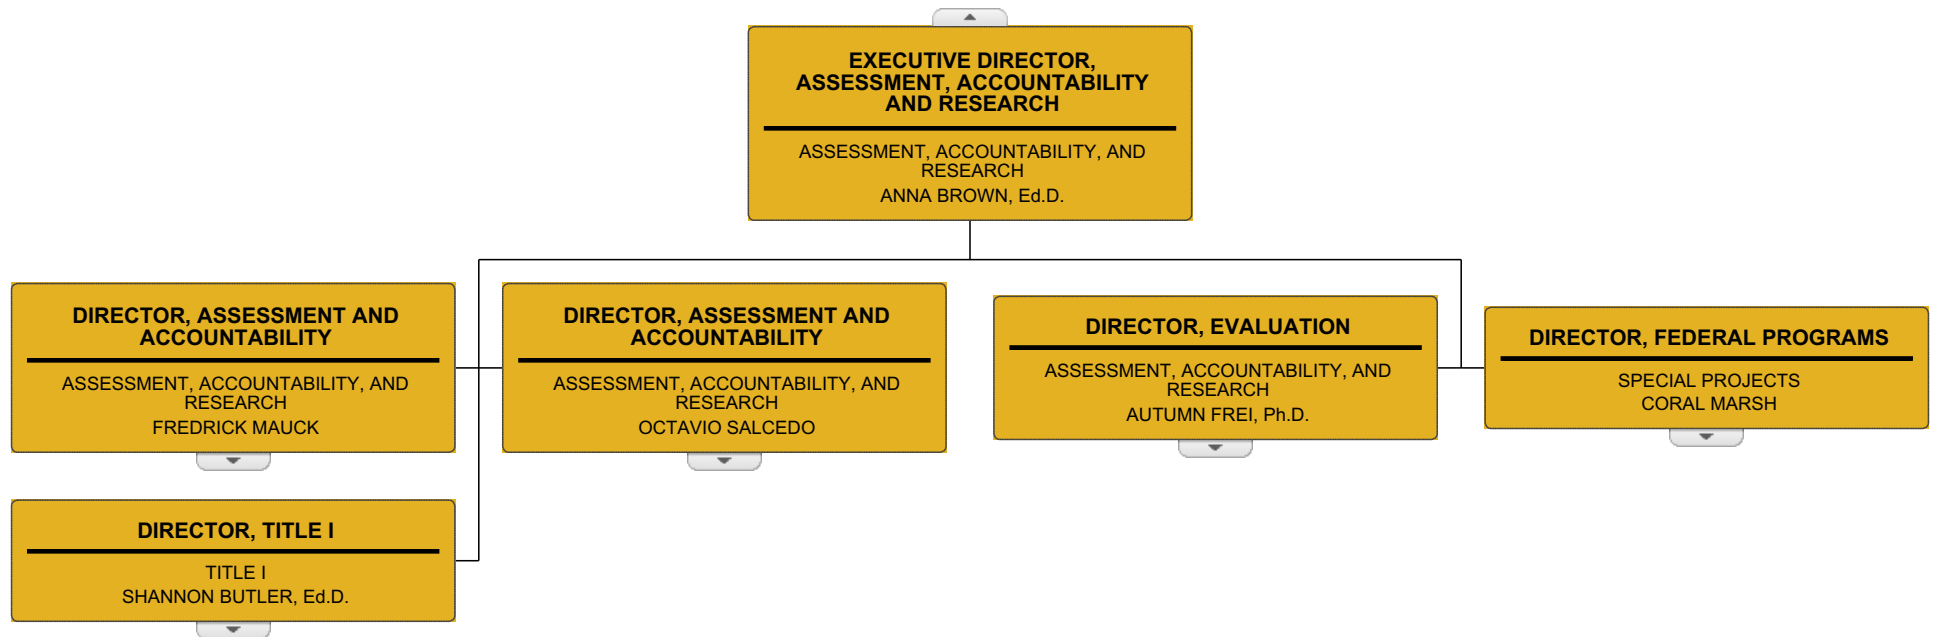 EXECUTIVE DIRECTOR,
ASSESSMENT, ACCOUNTABILITY
AND RESEARCH
ASSESSMENT, ACCOUNTABILITY, AND
RESEARCH
ANNA BROWN, Ed.D.
DIRECTOR, ASSESSMENT AND
ACCOUNTABILITY
ASSESSMENT, ACCOUNTABILITY, AND
RESEARCH
FREDRICK MAUCK
DIRECTOR, ASSESSMENT AND
ACCOUNTABILITY
ASSESSMENT, ACCOUNTABILITY, AND
RESEARCH
OCTAVIO SALCEDO
DIRECTOR, EVALUATION
ASSESSMENT, ACCOUNTABILITY, AND
RESEARCH
AUTUMN FREI, Ph.D.
DIRECTOR, FEDERAL PROGRAMS
SPECIAL PROJECTS
CORAL MARSH
DIRECTOR, TITLE I
TITLE I
SHANNON BUTLER, Ed.D.